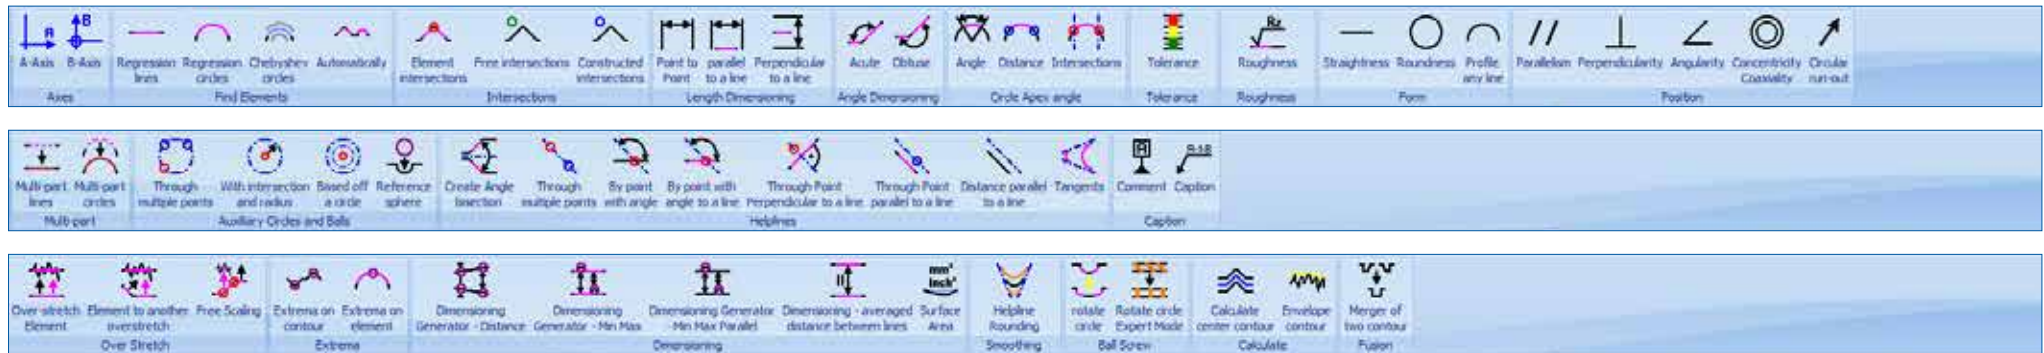 A B Rz
A-Axis B-Axis Regression Regression Chebyshev Automatically Element Free intersections Constructed Point to parallel Perpendicular Acute Obtuse Angle Distance Intersections Tolerance Roughness Straightness Roundness Profile Parallelism Perpendicularity Angularity Concentricity Circular
lines circles circles intersections intersections Point to a line to a line any line Coaxiality run-out
Axes Find Elements Intersections Length Dimensioning Angle Dimensioning Circle Apex angle Tolerance Roughness Form Position
A A-1B
Multi-part Multi-part Through With intersection Based off Reference Create Angle Through By point By point with Through Point Through Point Distance parallel Tangents Comment Caption
lines circles multiple points and radius a circle sphere bisection multiple points with angle angle to a line Perpendicular to a line parallel to a line to a line
Multi-part Auxiliary Circles and Balls Helplines Caption
mm²
inch²
Over-stretch Element to another Free Scaling Extrema on Extrema on Dimensioning Dimensioning Dimensioning Generator Dimensioning - averaged Surface Helpline rotate Rotate circle Calculate Envelope Merger of
Element overstretch contour element Generator - Distance Generator - Min Max - Min Max Parallel distance between lines Area Rounding circle Expert Mode center contour contour two contour
Over Stretch Extrema Dimensioning Smoothing Ball Screw Calculate Fusion